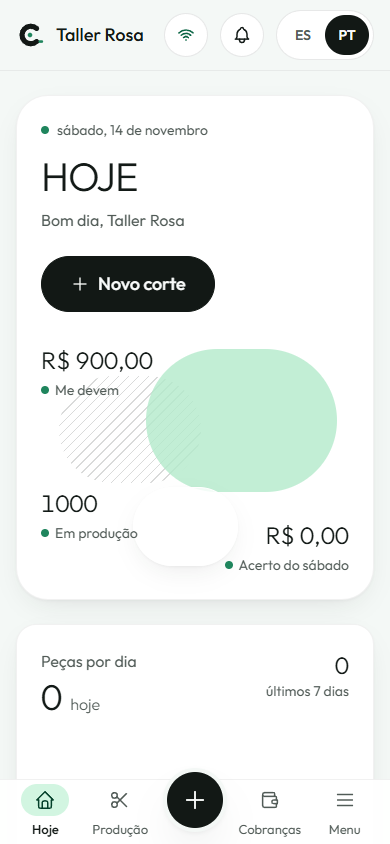 Taller Rosa
ES PT
sábado, 14 de novembro
HOJE
Bom dia, Taller Rosa
+ Novo corte
R$ 900,00
Me devem
1000
Em produção
R$ 0,00
Acerto do sábado
Peças por dia
0 hoje
0
últimos 7 dias
Hoje
Produção
Cobranças
Menu